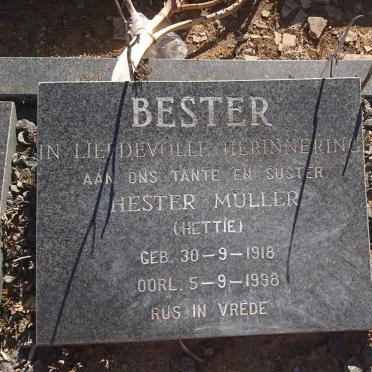 BESTER
IN LIEFDEVOLLE HERINNERING
AAN ONS TANTE EN SUSTER
HESTER MÜLLER
(HETTIE)
GEB. 30-9-1918
OORL. 5-9-1998
RUS IN VREDE